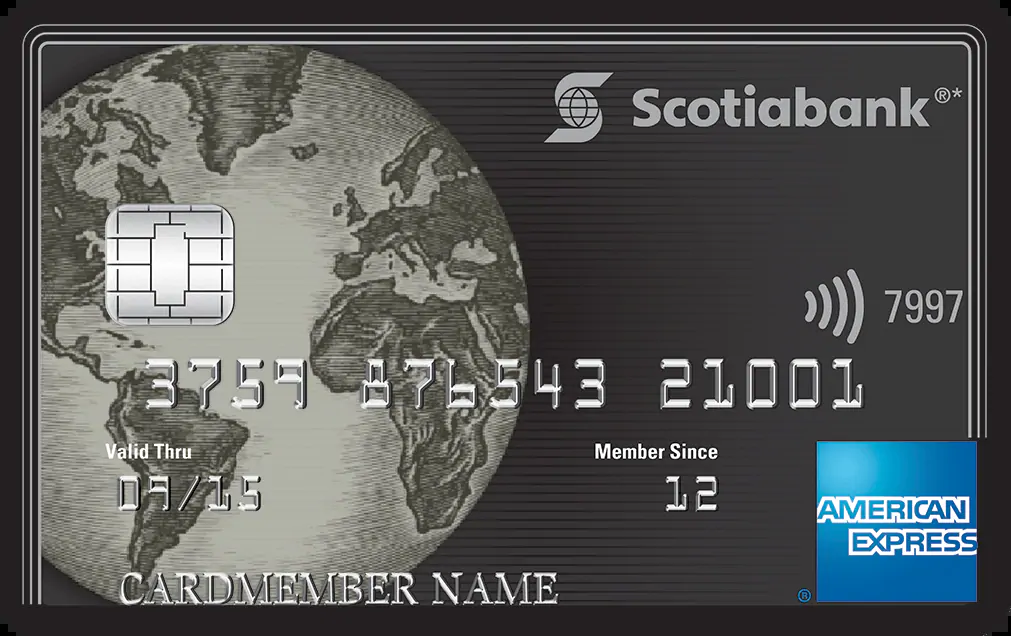 Scotiabank®*
7997
3759 876543 21001
Valid Thru
Member Since
09/15
12
AMERICAN
EXPRESS
®
CARDMEMBER NAME